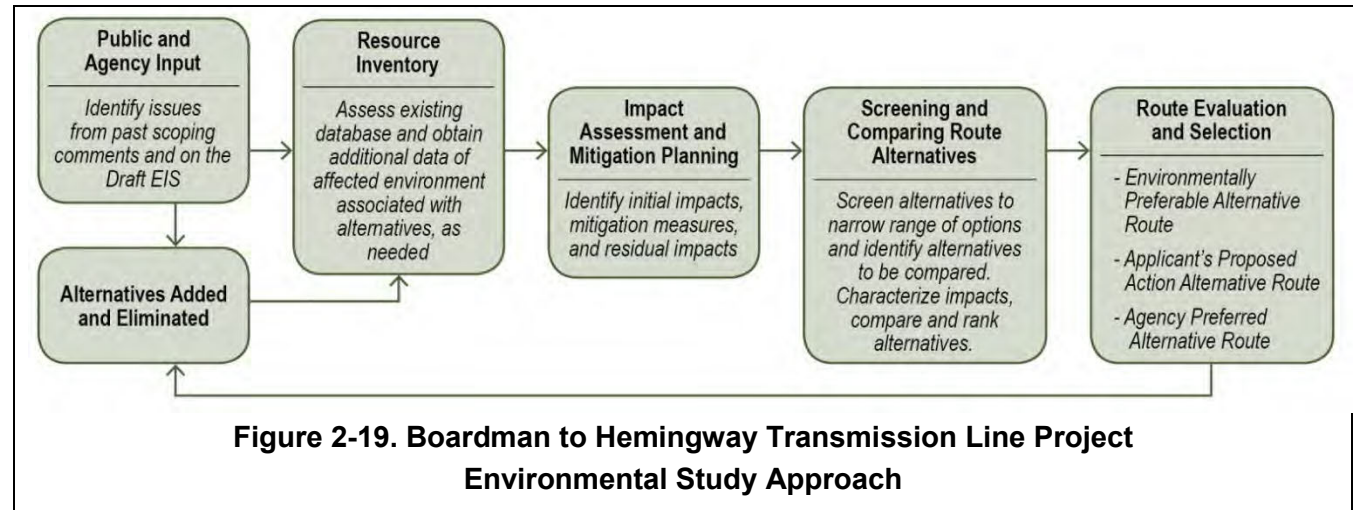 Public and
Agency Input
Identify issues
from past scoping
comments and on the
Draft EIS
Alternatives Added
and Eliminated
Resource
Inventory
Assess existing
database and obtain
additional data of
affected environment
associated with
alternatives, as
needed
Impact
Assessment and
Mitigation Planning
Identify initial impacts,
mitigation measures,
and residual impacts
Screening and
Comparing Route
Alternatives
Screen alternatives to
narrow range of options
and identify alternatives
to be compared.
Characterize impacts,
compare and rank
alternatives.
Route Evaluation
and Selection
- Environmentally
Preferable Alternative
Route
- Applicant's Proposed
Action Alternative Route
- Agency Preferred
Alternative Route
Figure 2-19. Boardman to Hemingway Transmission Line Project
Environmental Study Approach